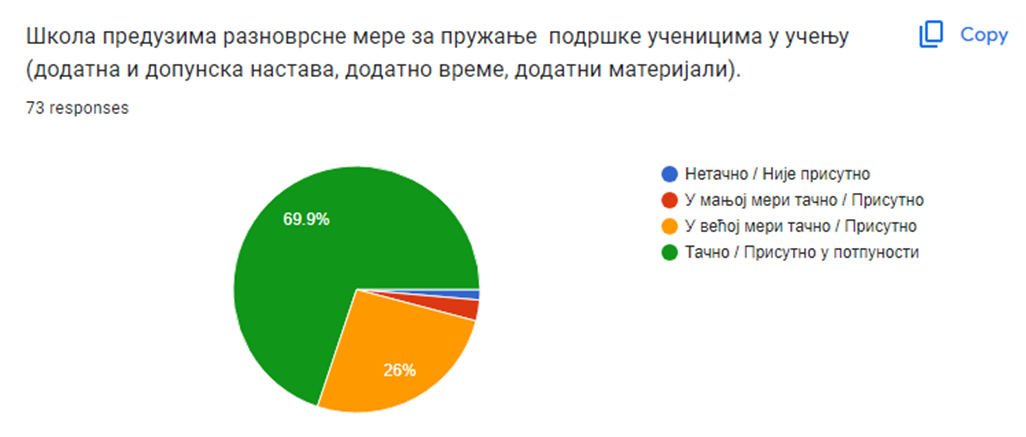 Школа предузима разноврсне мере за пружање подршке ученицима у учењу
Copy
(додатна и допунска настава, додатно време, додатни материјали).
73 responses
Нетачно / Није присутно
У мањој мери тачно / Присутно
У већој мери тачно / Присутно
Тачно / Присутно у потпуности
69.9%
26%